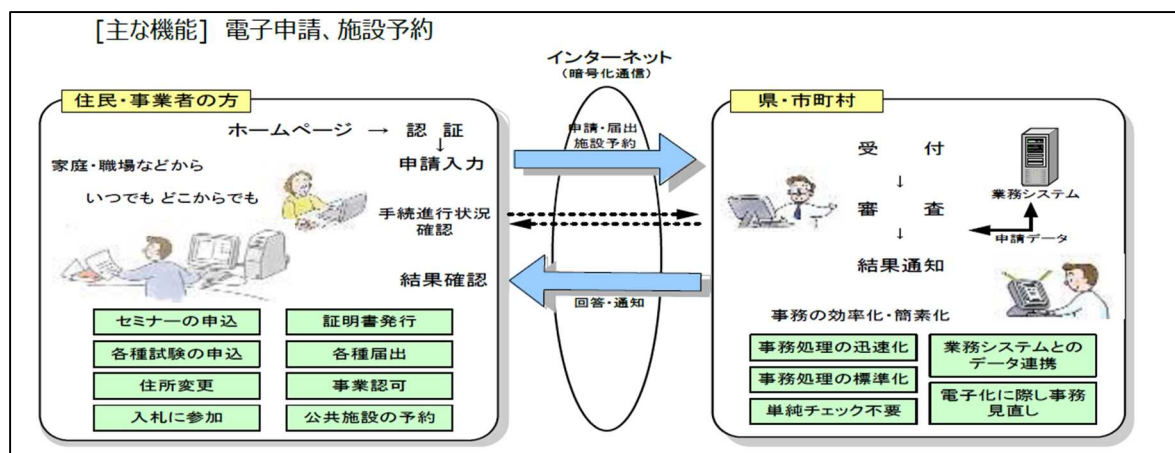 [主な機能] 電子申請、施設予約
住民・事業者の方
ホームページ → 認証
↓
申請入力
家庭・職場などから
いつでも どこからでも
手続進行状況
確認
結果確認
セミナーの申込
証明書発行
各種試験の申込
各種届出
住所変更
事業認可
入札に参加
公共施設の予約
インターネット
(暗号化通信)
申請・届出
施設予約
回答・通知
県・市町村
受付
↓
審査
↓
結果通知
業務システム
申請データ
事務の効率化・簡素化
事務処理の迅速化
事務処理の標準化
単純チェック不要
業務システムとの
データ連携
電子化に際し事務
見直し